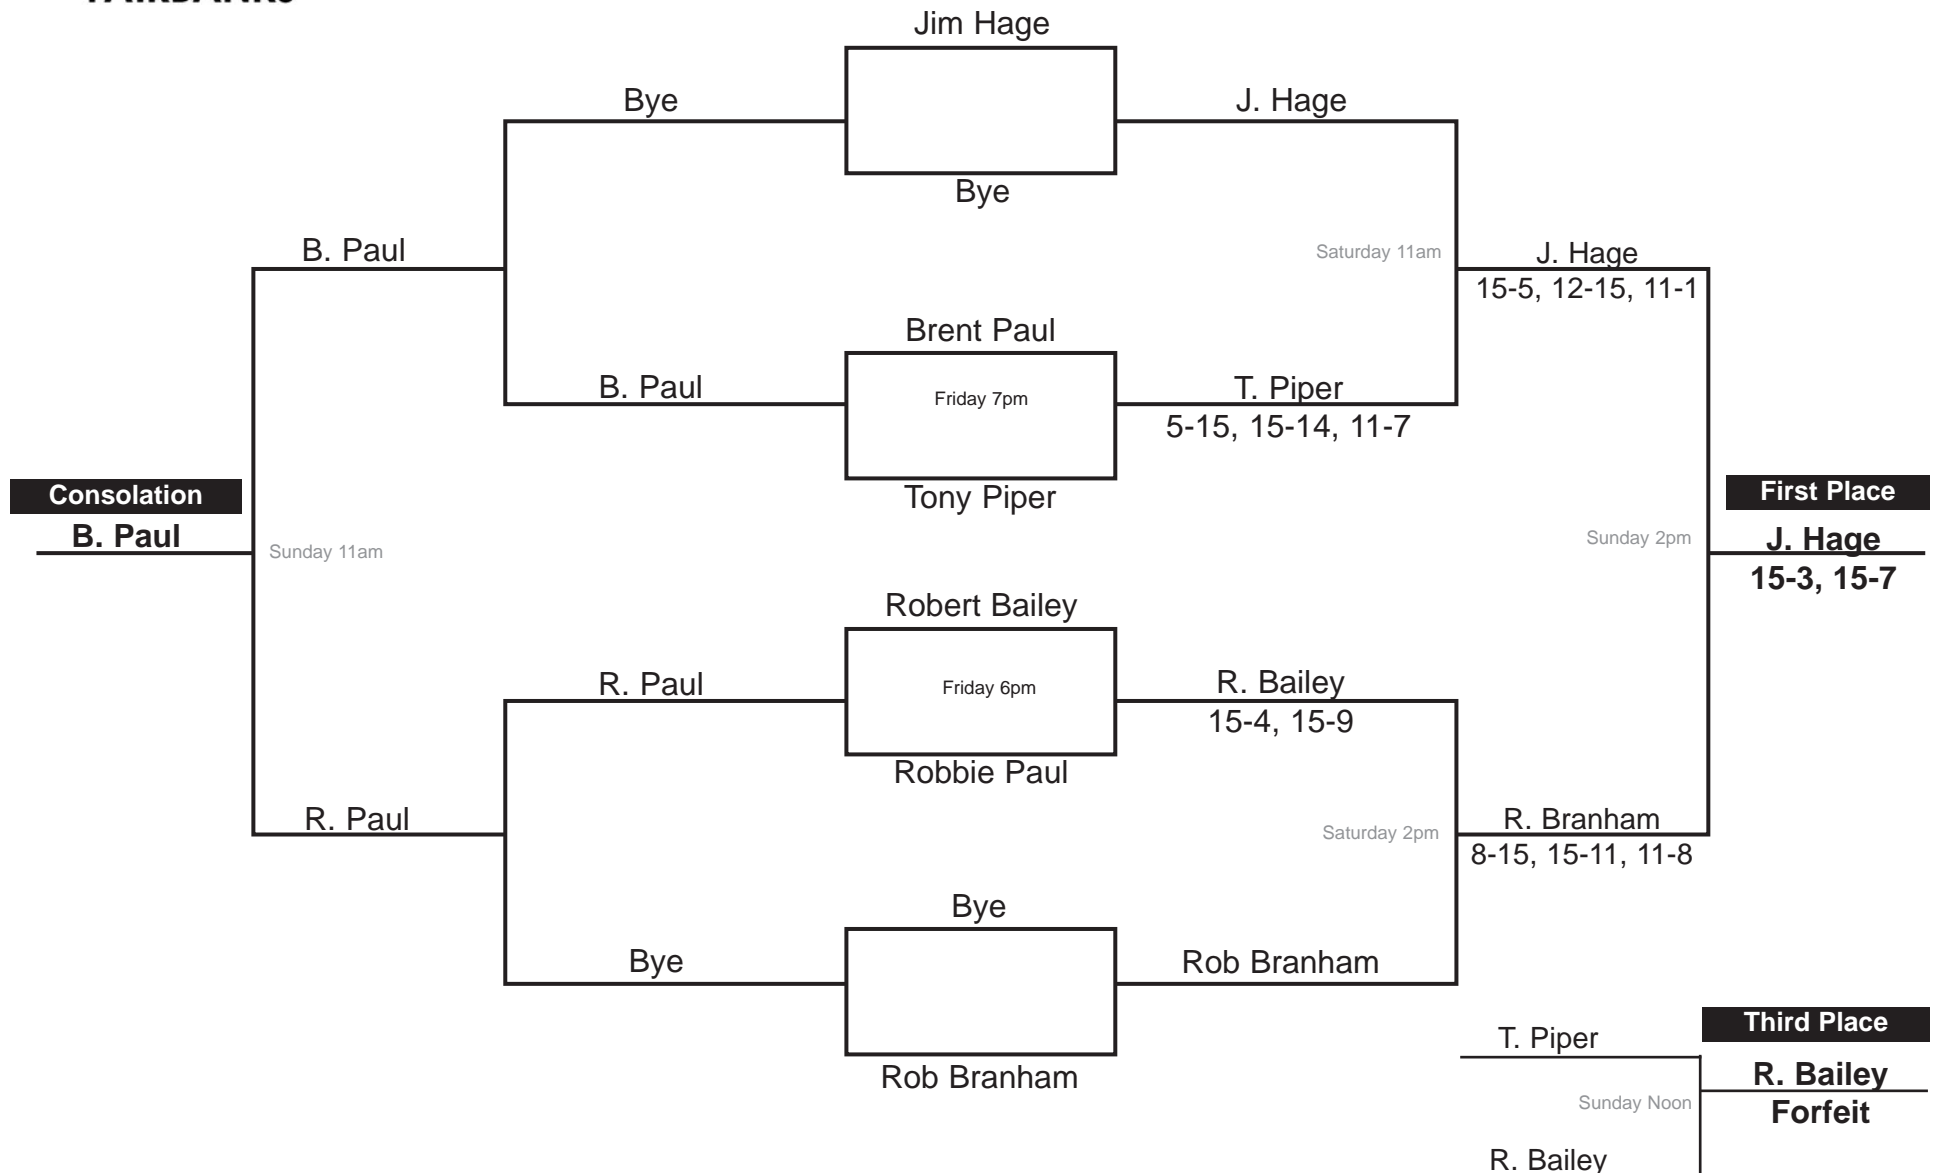 Jim Hage
Bye
J. Hage
Bye
B. Paul
Saturday 11am
J. Hage
15-5, 12-15, 11-1
Brent Paul
B. Paul
Friday 7pm
T. Piper
5-15, 15-14, 11-7
Tony Piper
Consolation
B. Paul
Sunday 11am
First Place
Sunday 2pm
J. Hage
15-3, 15-7
Robert Bailey
R. Paul
Friday 6pm
R. Bailey
15-4, 15-9
Robbie Paul
R. Paul
Saturday 2pm
R. Branham
8-15, 15-11, 11-8
Bye
Bye
Rob Branham
Rob Branham
Third Place
T. Piper
R. Bailey
Forfeit
Sunday Noon
R. Bailey